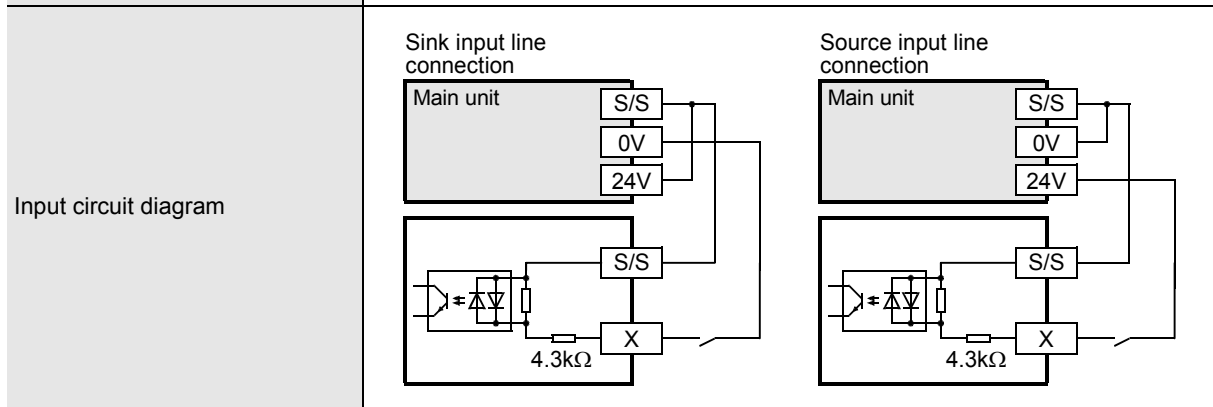 Input circuit diagram
Sink input line
connection
Main unit
S/S
0V
24V
S/S
X
4.3kΩ
Source input line
connection
Main unit
S/S
0V
24V
S/S
X
4.3kΩ